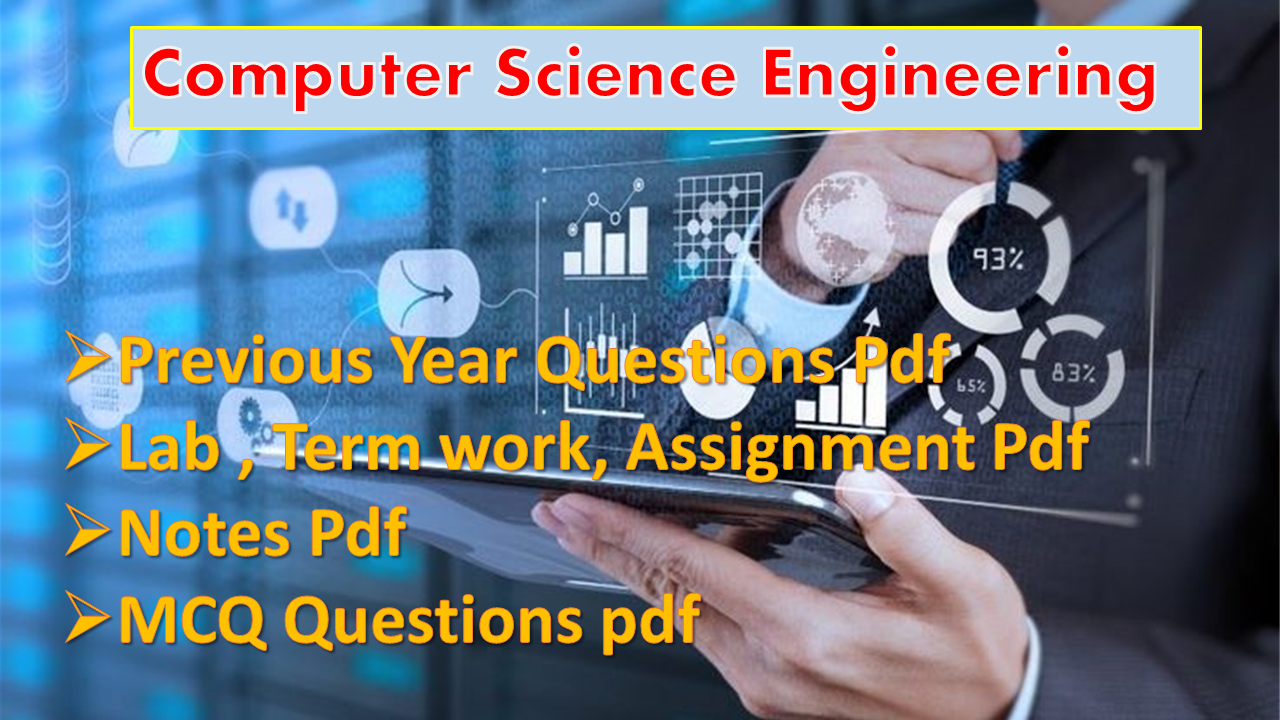 Computer Science Engineering
93%
Previous Year Questions Pdf
65%
83%
Lab , Term work, Assignment Pdf
Notes Pdf
MCQ Questions pdf